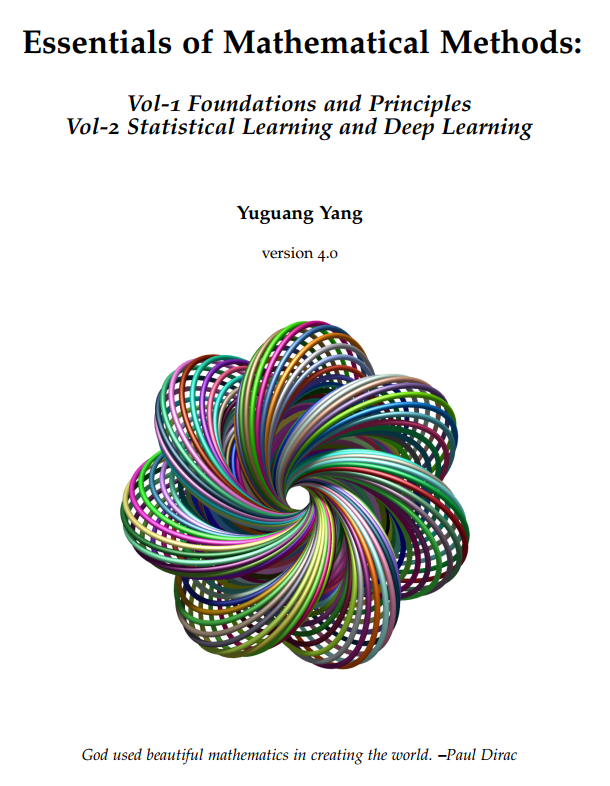 Essentials of Mathematical Methods:
Vol-1 Foundations and Principles
Vol-2 Statistical Learning and Deep Learning
Yuguang Yang
version 4.0
God used beautiful mathematics in creating the world. –Paul Dirac